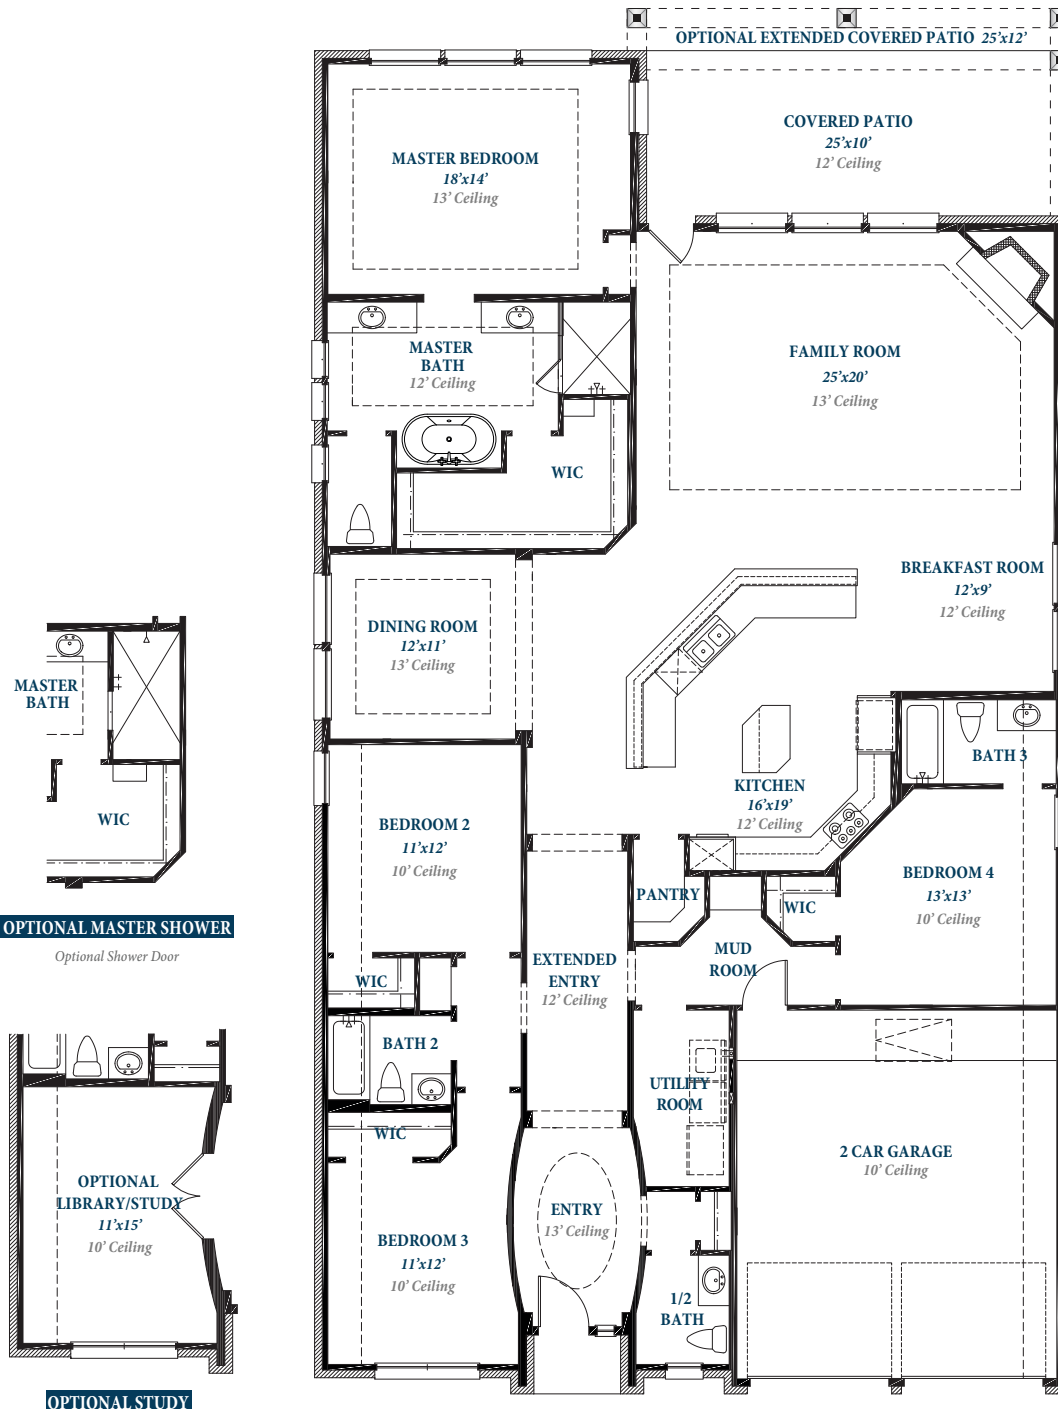 OPTIONAL EXTENDED COVERED PATIO 25'x12'
COVERED PATIO
25'x10'
12' Ceiling
MASTER BEDROOM
18'x14'
13' Ceiling
MASTER
BATH
12' Ceiling
FAMILY ROOM
25'x20'
13' Ceiling
WIC
BREAKFAST ROOM
12'x9'
12' Ceiling
DINING ROOM
12'x11'
13' Ceiling
MASTER
BATH
WIC
OPTIONAL MASTER SHOWER
Optional Shower Door
BATH 3
KITCHEN
16'x19'
12' Ceiling
BEDROOM 2
11'x12'
10' Ceiling
BEDROOM 4
13'x13'
10' Ceiling
PANTRY
WIC
MUD
ROOM
EXTENDED
ENTRY
12' Ceiling
WIC
BATH 2
UTILITY
ROOM
WIC
2 CAR GARAGE
10' Ceiling
OPTIONAL
LIBRARY/STUDY
11'x15'
10' Ceiling
ENTRY
13' Ceiling
BEDROOM 3
11'x12'
10' Ceiling
1/2
BATH
OPTIONAL STUDY